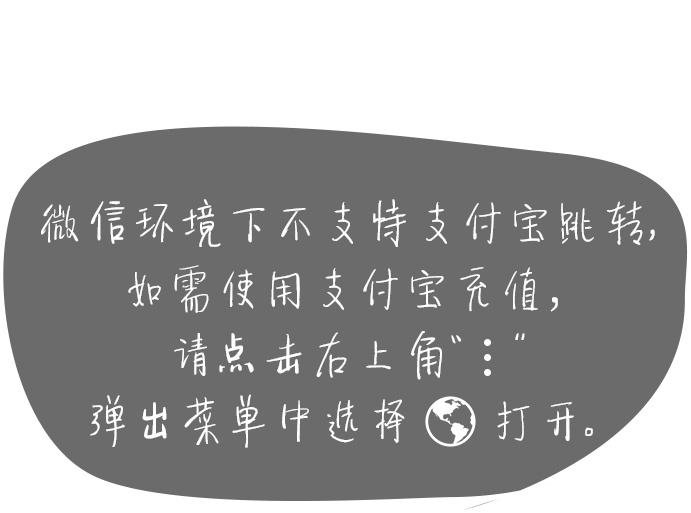 微信环境下不支恃支付宝跳转,
如需使用支付宝充值,
请点击右上角"⋮"
弹出菜单中选择 打开。